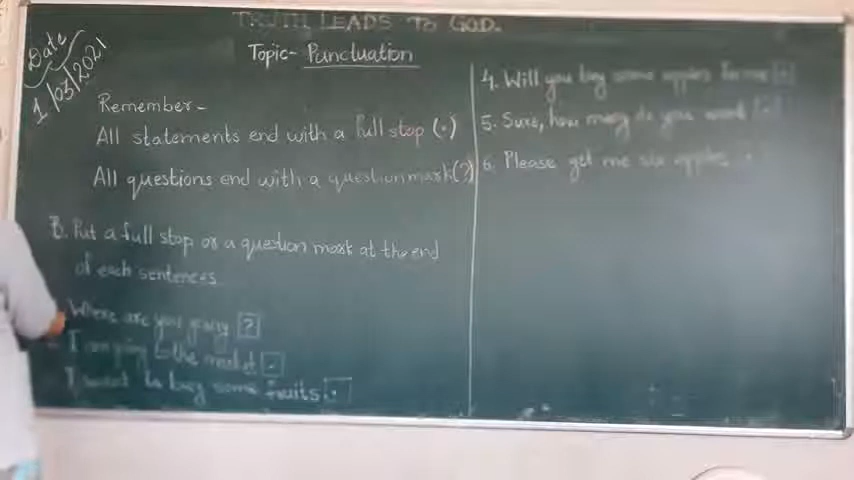 TRUTH LEADS TO GOD.
Date
1/03/2021
Topic- Punctuation
Remember-
All statements end with a full stop (.)
All questions end with a question mark(?)
B. Put a full stop or a question mark at the end
of each sentences
Where are you going [?]
I am going to the market [.]
I want to buy some fruits [.]
4. Will you buy some apples for me
5. Sure, how many do you want
6. Please get me six apples .